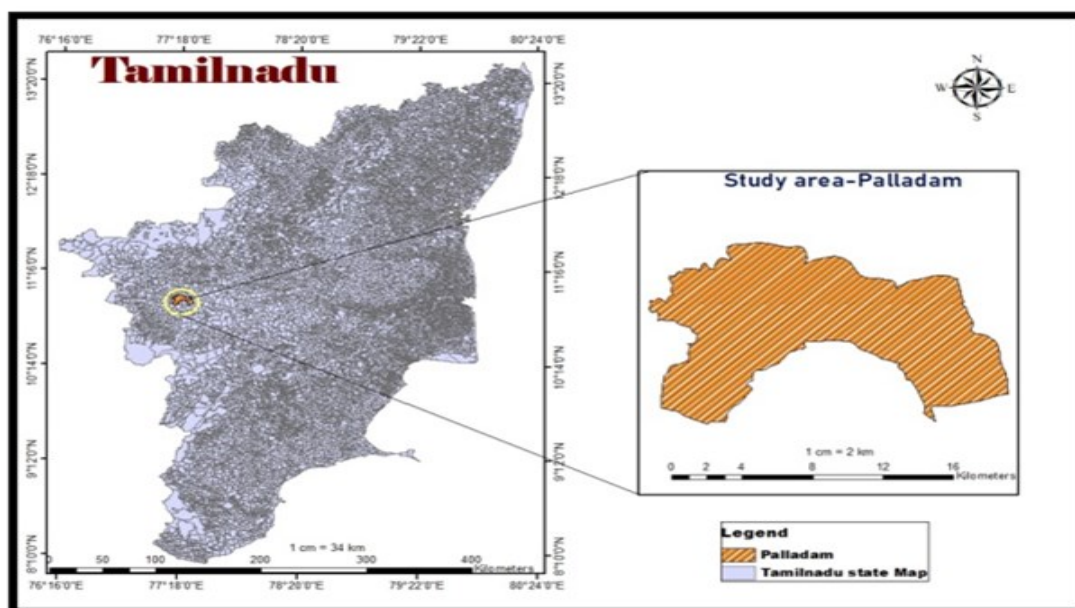 76°16'0"E 77°18'0"E 78°20'0"E 79°22'0"E 80°24'0"E
Tamilnadu
13°20'0"N
12°18'0"N
11°16'0"N
10°14'0"N
9°12'0"N
8°10'0"N
N
W E
S
Study area-Palladam
1 cm = 2 km
0 2 4 8 12 16
Kilometers
1 cm = 34 km
0 50 100 200 300 400
Kilometers
76°16'0"E 77°18'0"E 78°20'0"E 79°22'0"E 80°24'0"E
Legend
Palladam
Tamilnadu state Map